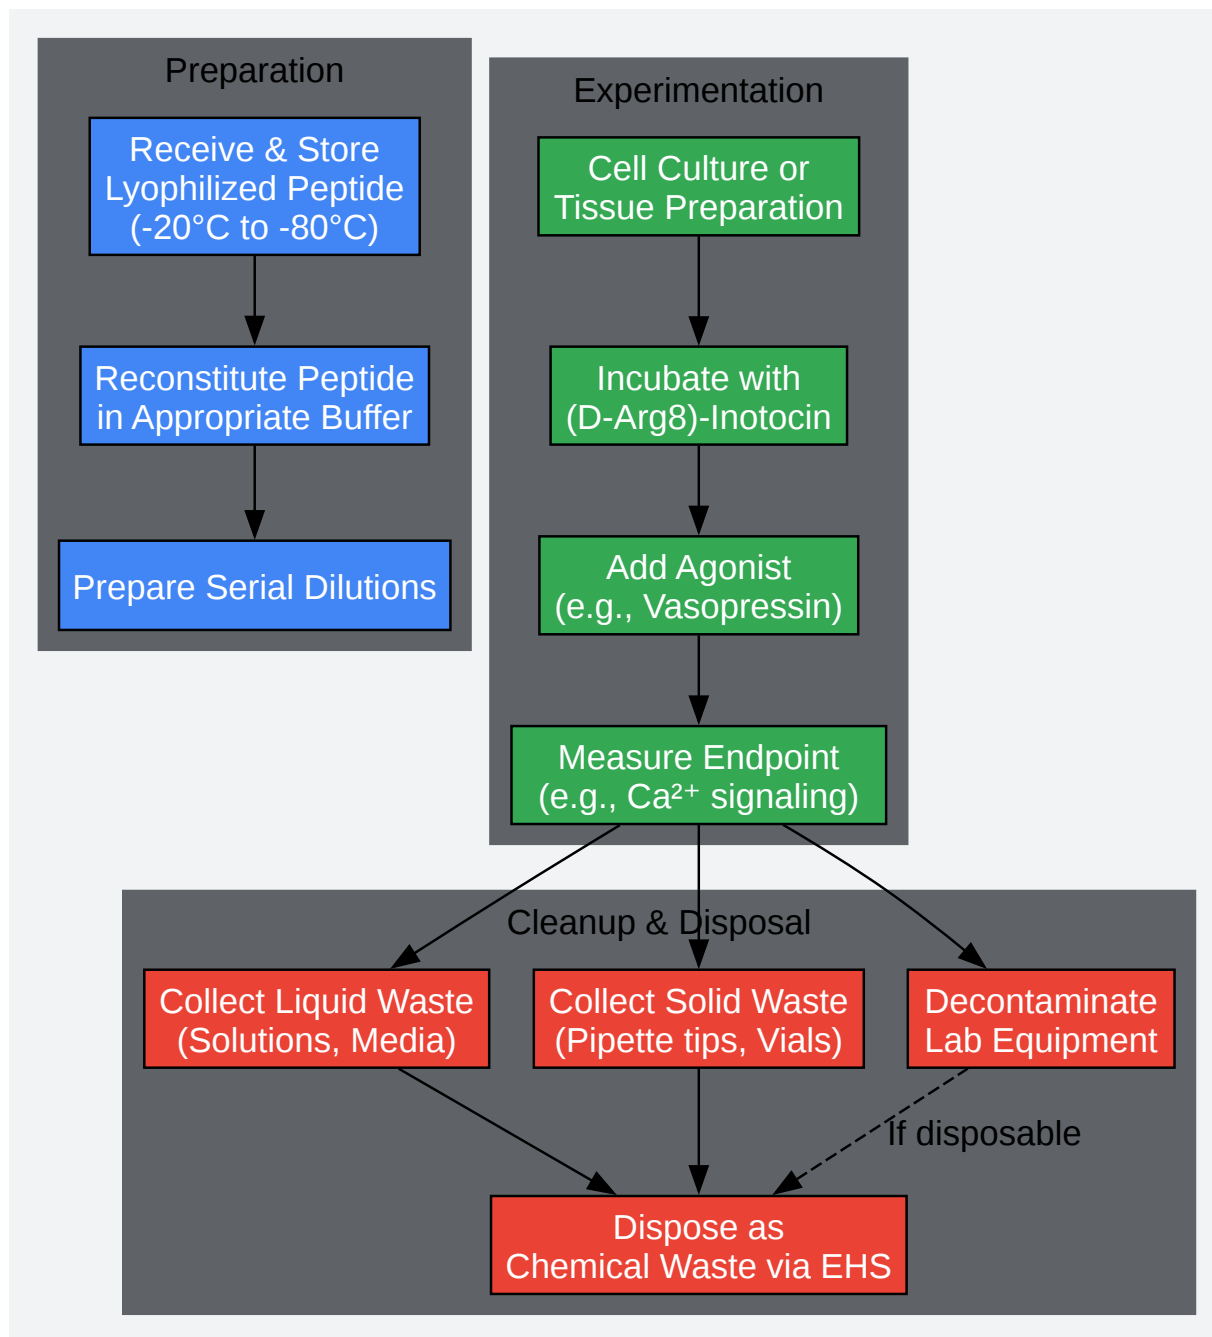 Preparation
Receive & Store
Lyophilized Peptide
(-20°C to -80°C)
Reconstitute Peptide
in Appropriate Buffer
Prepare Serial Dilutions
Experimentation
Cell Culture or
Tissue Preparation
Incubate with
(D-Arg8)-Inotocin
Add Agonist
(e.g., Vasopressin)
Measure Endpoint
(e.g., Ca²⁺ signaling)
Cleanup & Disposal
Collect Liquid Waste
(Solutions, Media)
Collect Solid Waste
(Pipette tips, Vials)
Decontaminate
Lab Equipment
If disposable
Dispose as
Chemical Waste via EHS